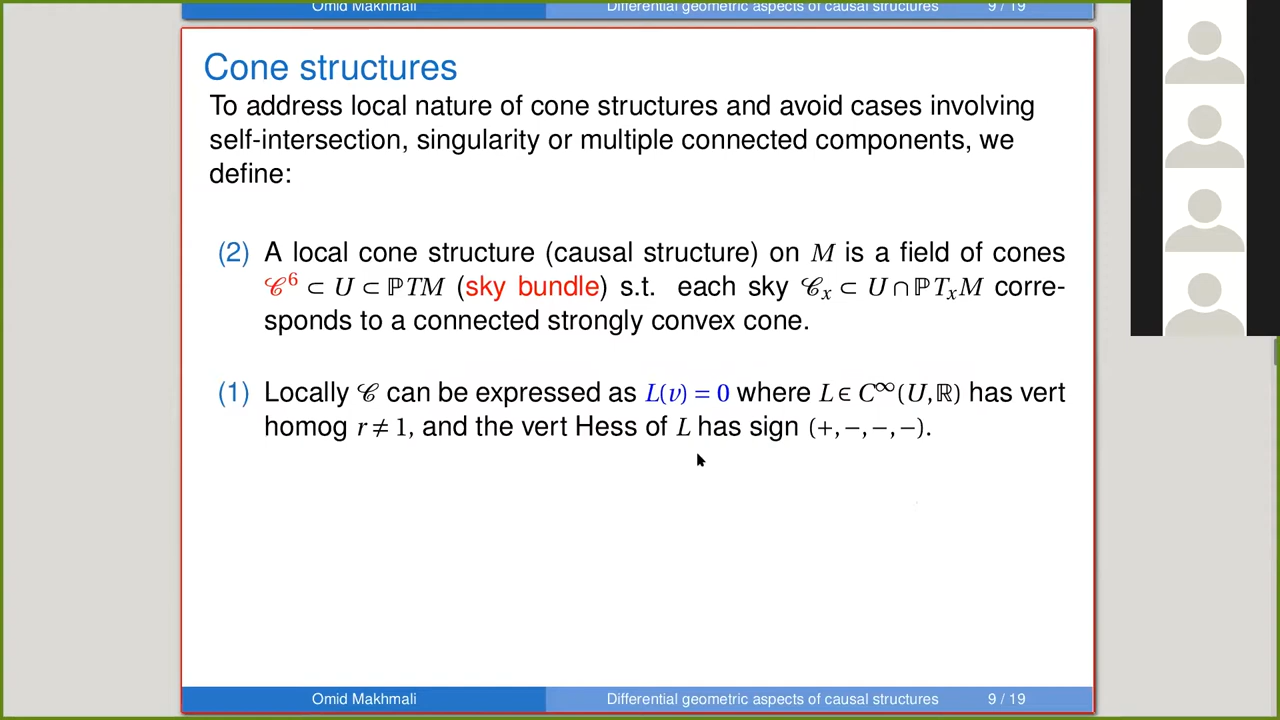 Omid Makhmali Differential geometric aspects of causal structures 9 / 19
Cone structures
To address local nature of cone structures and avoid cases involving
self-intersection, singularity or multiple connected components, we
define:
(2) A local cone structure (causal structure) on M is a field of cones
𝒞⁶ ⊂ U ⊂ ℙTM (sky bundle) s.t. each sky 𝒞ₓ ⊂ U ∩ ℙTₓM corre-
sponds to a connected strongly convex cone.
(1) Locally 𝒞 can be expressed as L(v) = 0 where L ∈ C^∞(U,ℝ) has vert
homog r ≠ 1, and the vert Hess of L has sign (+,−,−,−).
Omid Makhmali Differential geometric aspects of causal structures 9 / 19